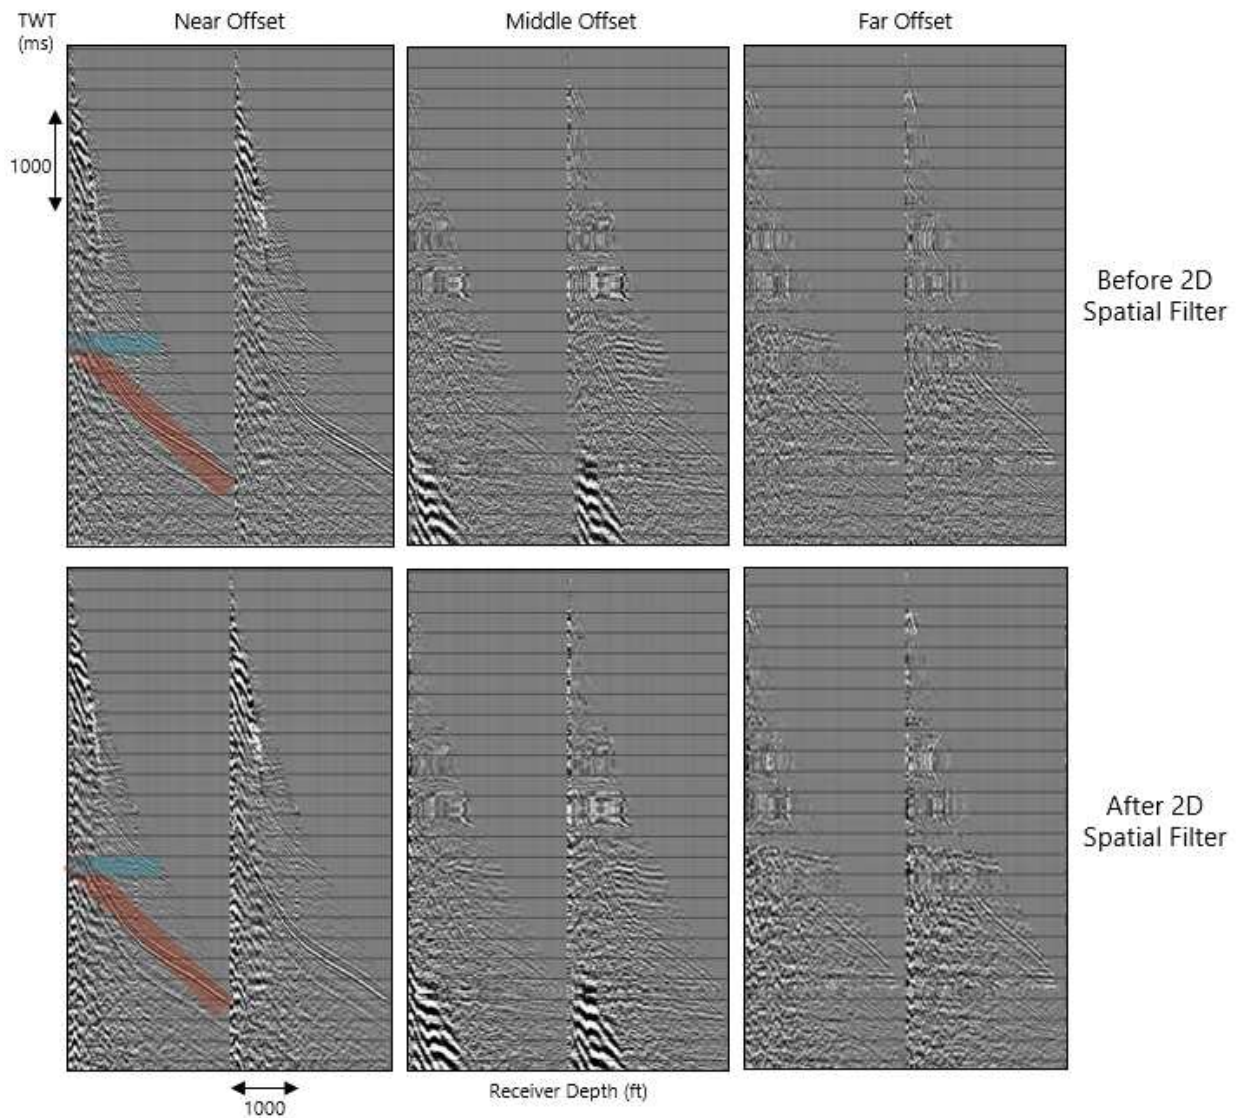 TWT
(ms)
Near Offset
Middle Offset
Far Offset
1000
Before 2D
Spatial Filter
After 2D
Spatial Filter
1000
Receiver Depth (ft)